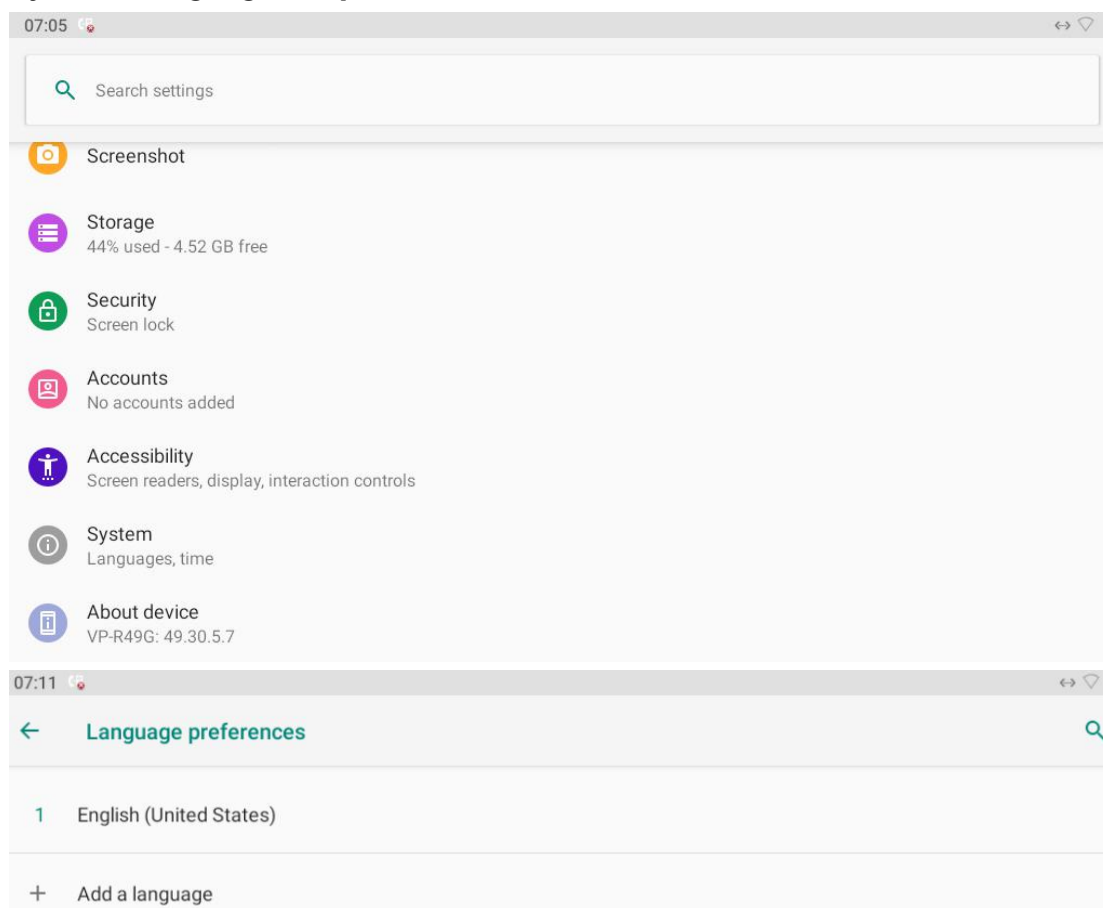 07:05
Search settings
Screenshot
Storage
44% used - 4.52 GB free
Security
Screen lock
Accounts
No accounts added
Accessibility
Screen readers, display, interaction controls
System
Languages, time
About device
VP-R49G: 49.30.5.7
07:11
Language preferences
1 English (United States)
+ Add a language